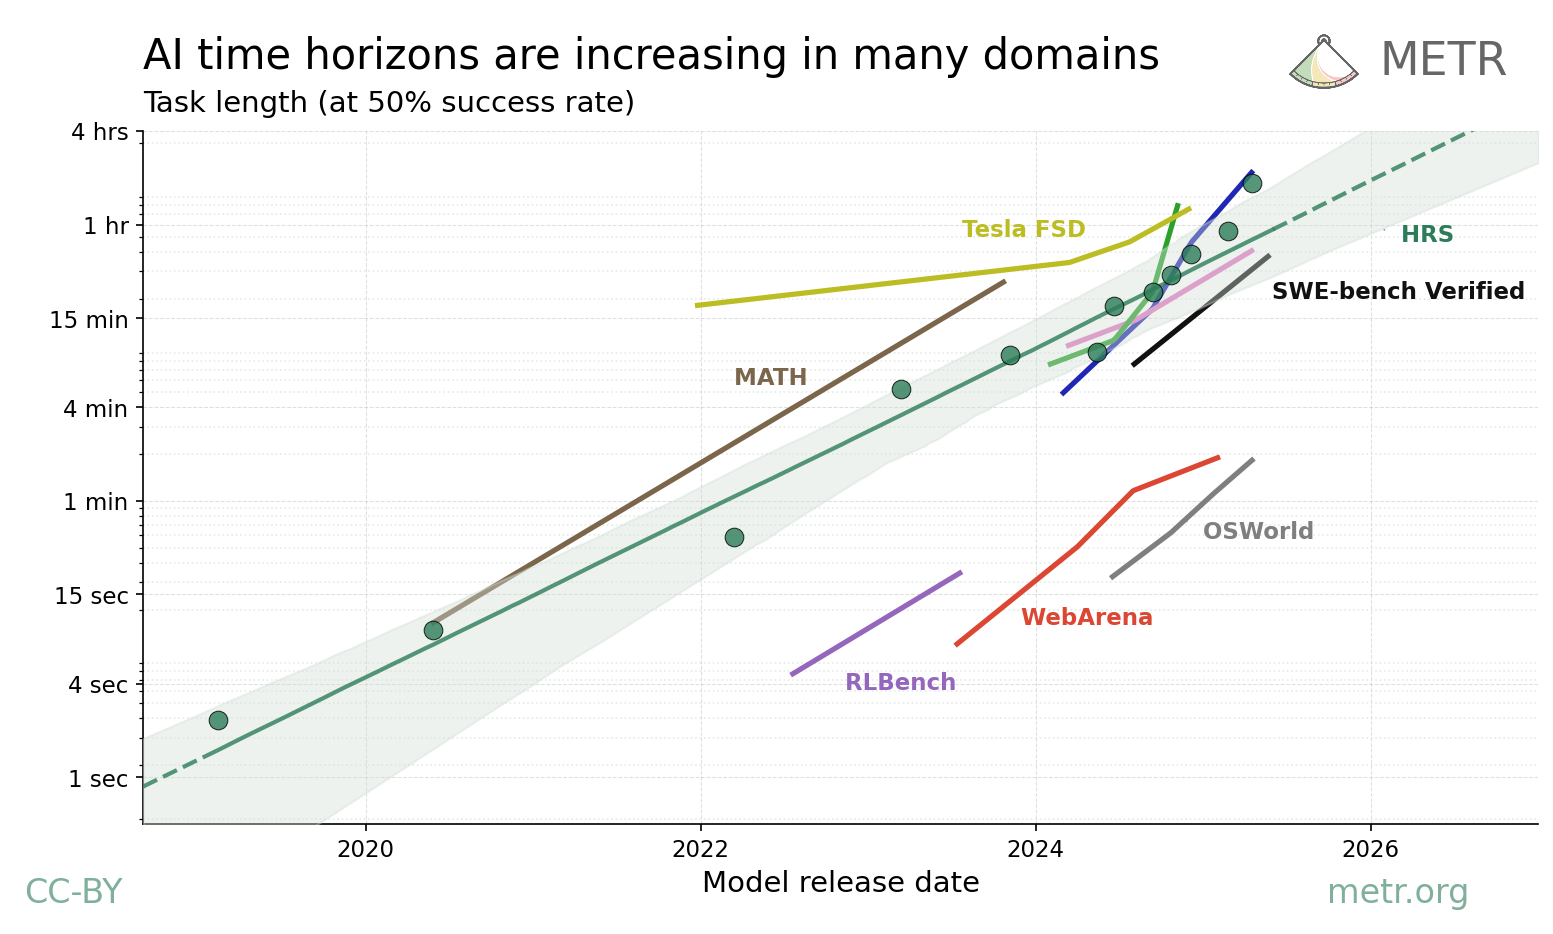 AI time horizons are increasing in many domains
METR
Task length (at 50% success rate)
4 hrs
1 hr
15 min
4 min
1 min
15 sec
4 sec
1 sec
Tesla FSD
HRS
SWE-bench Verified
MATH
OSWorld
WebArena
RLBench
2020
2022
2024
2026
Model release date
CC-BY
metr.org